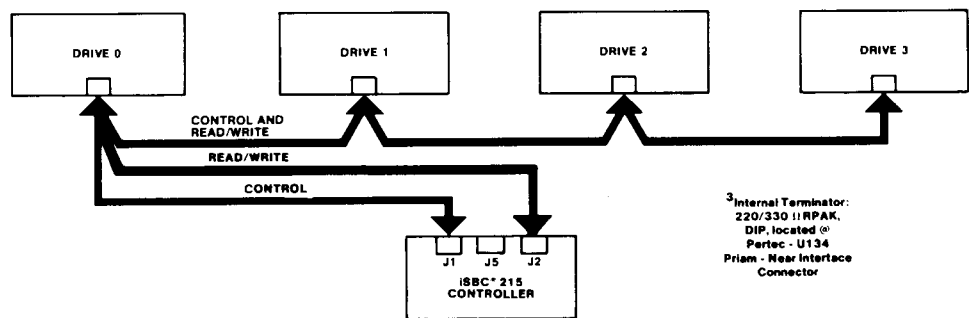 DRIVE 0
DRIVE 1
DRIVE 2
DRIVE 3
CONTROL AND
READ/WRITE
READ/WRITE
CONTROL
J1
J5
J2
iSBC* 215
CONTROLLER
3Internal Terminator:
220/330 Ω RPAK,
DIP, located @
Pertec - U134
Priam - Near Interface
Connector